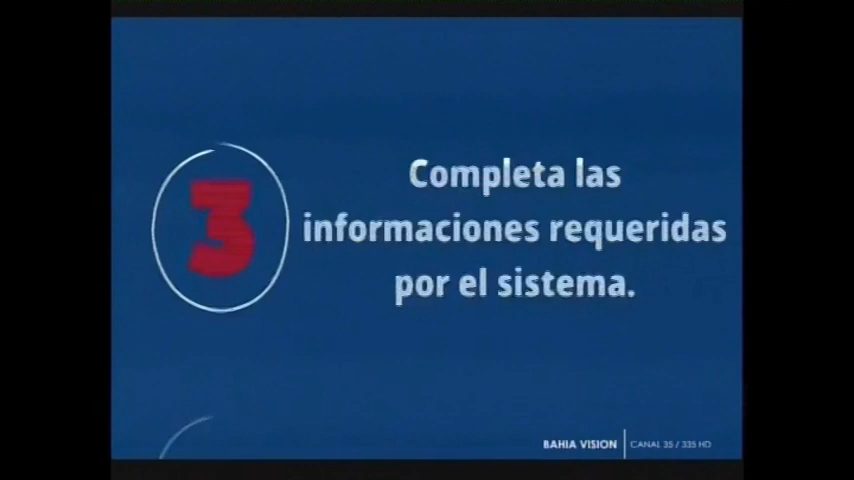 3
Completa las
informaciones requeridas
por el sistema.
BAHIA VISION
CANAL 35 / 335 HD